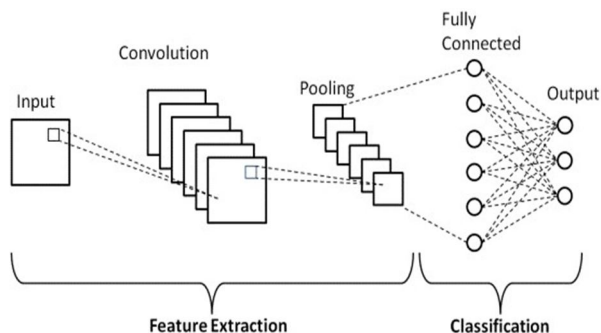 Input
Convolution
Pooling
Fully
Connected
Output
Feature Extraction
Classification